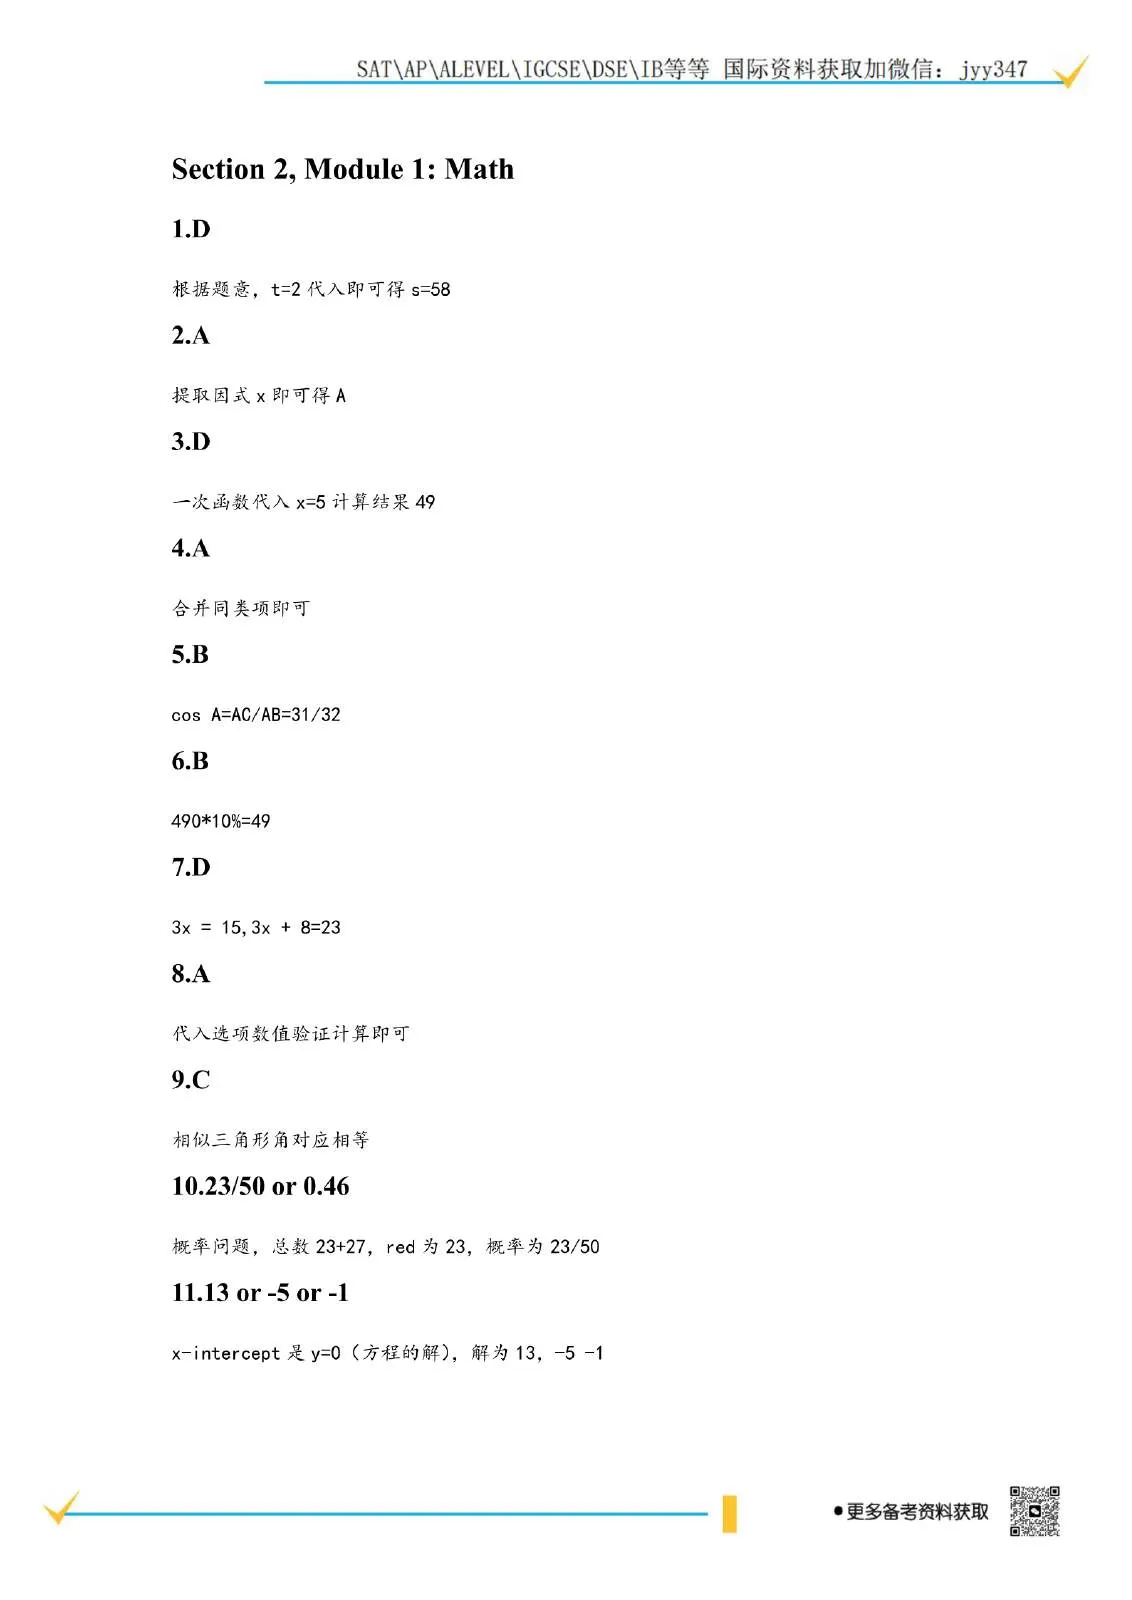 SAT\AP\ALEVEL\IGCSE\DSE\IB等等 国际资料获取加微信：jyy347
Section 2, Module 1: Math
1.D
根据题意，t=2 代入即可得 s=58
2.A
提取因式 x 即可得 A
3.D
一次函数代入 x=5 计算结果 49
4.A
合并同类项即可
5.B
cos A=AC/AB=31/32
6.B
490*10%=49
7.D
3x = 15,3x + 8=23
8.A
代入选项数值验证计算即可
9.C
相似三角形角对应相等
10.23/50 or 0.46
概率问题，总数 23+27，red 为 23，概率为 23/50
11.13 or -5 or -1
x-intercept 是 y=0（方程的解），解为 13，-5 -1
•更多备考资料获取